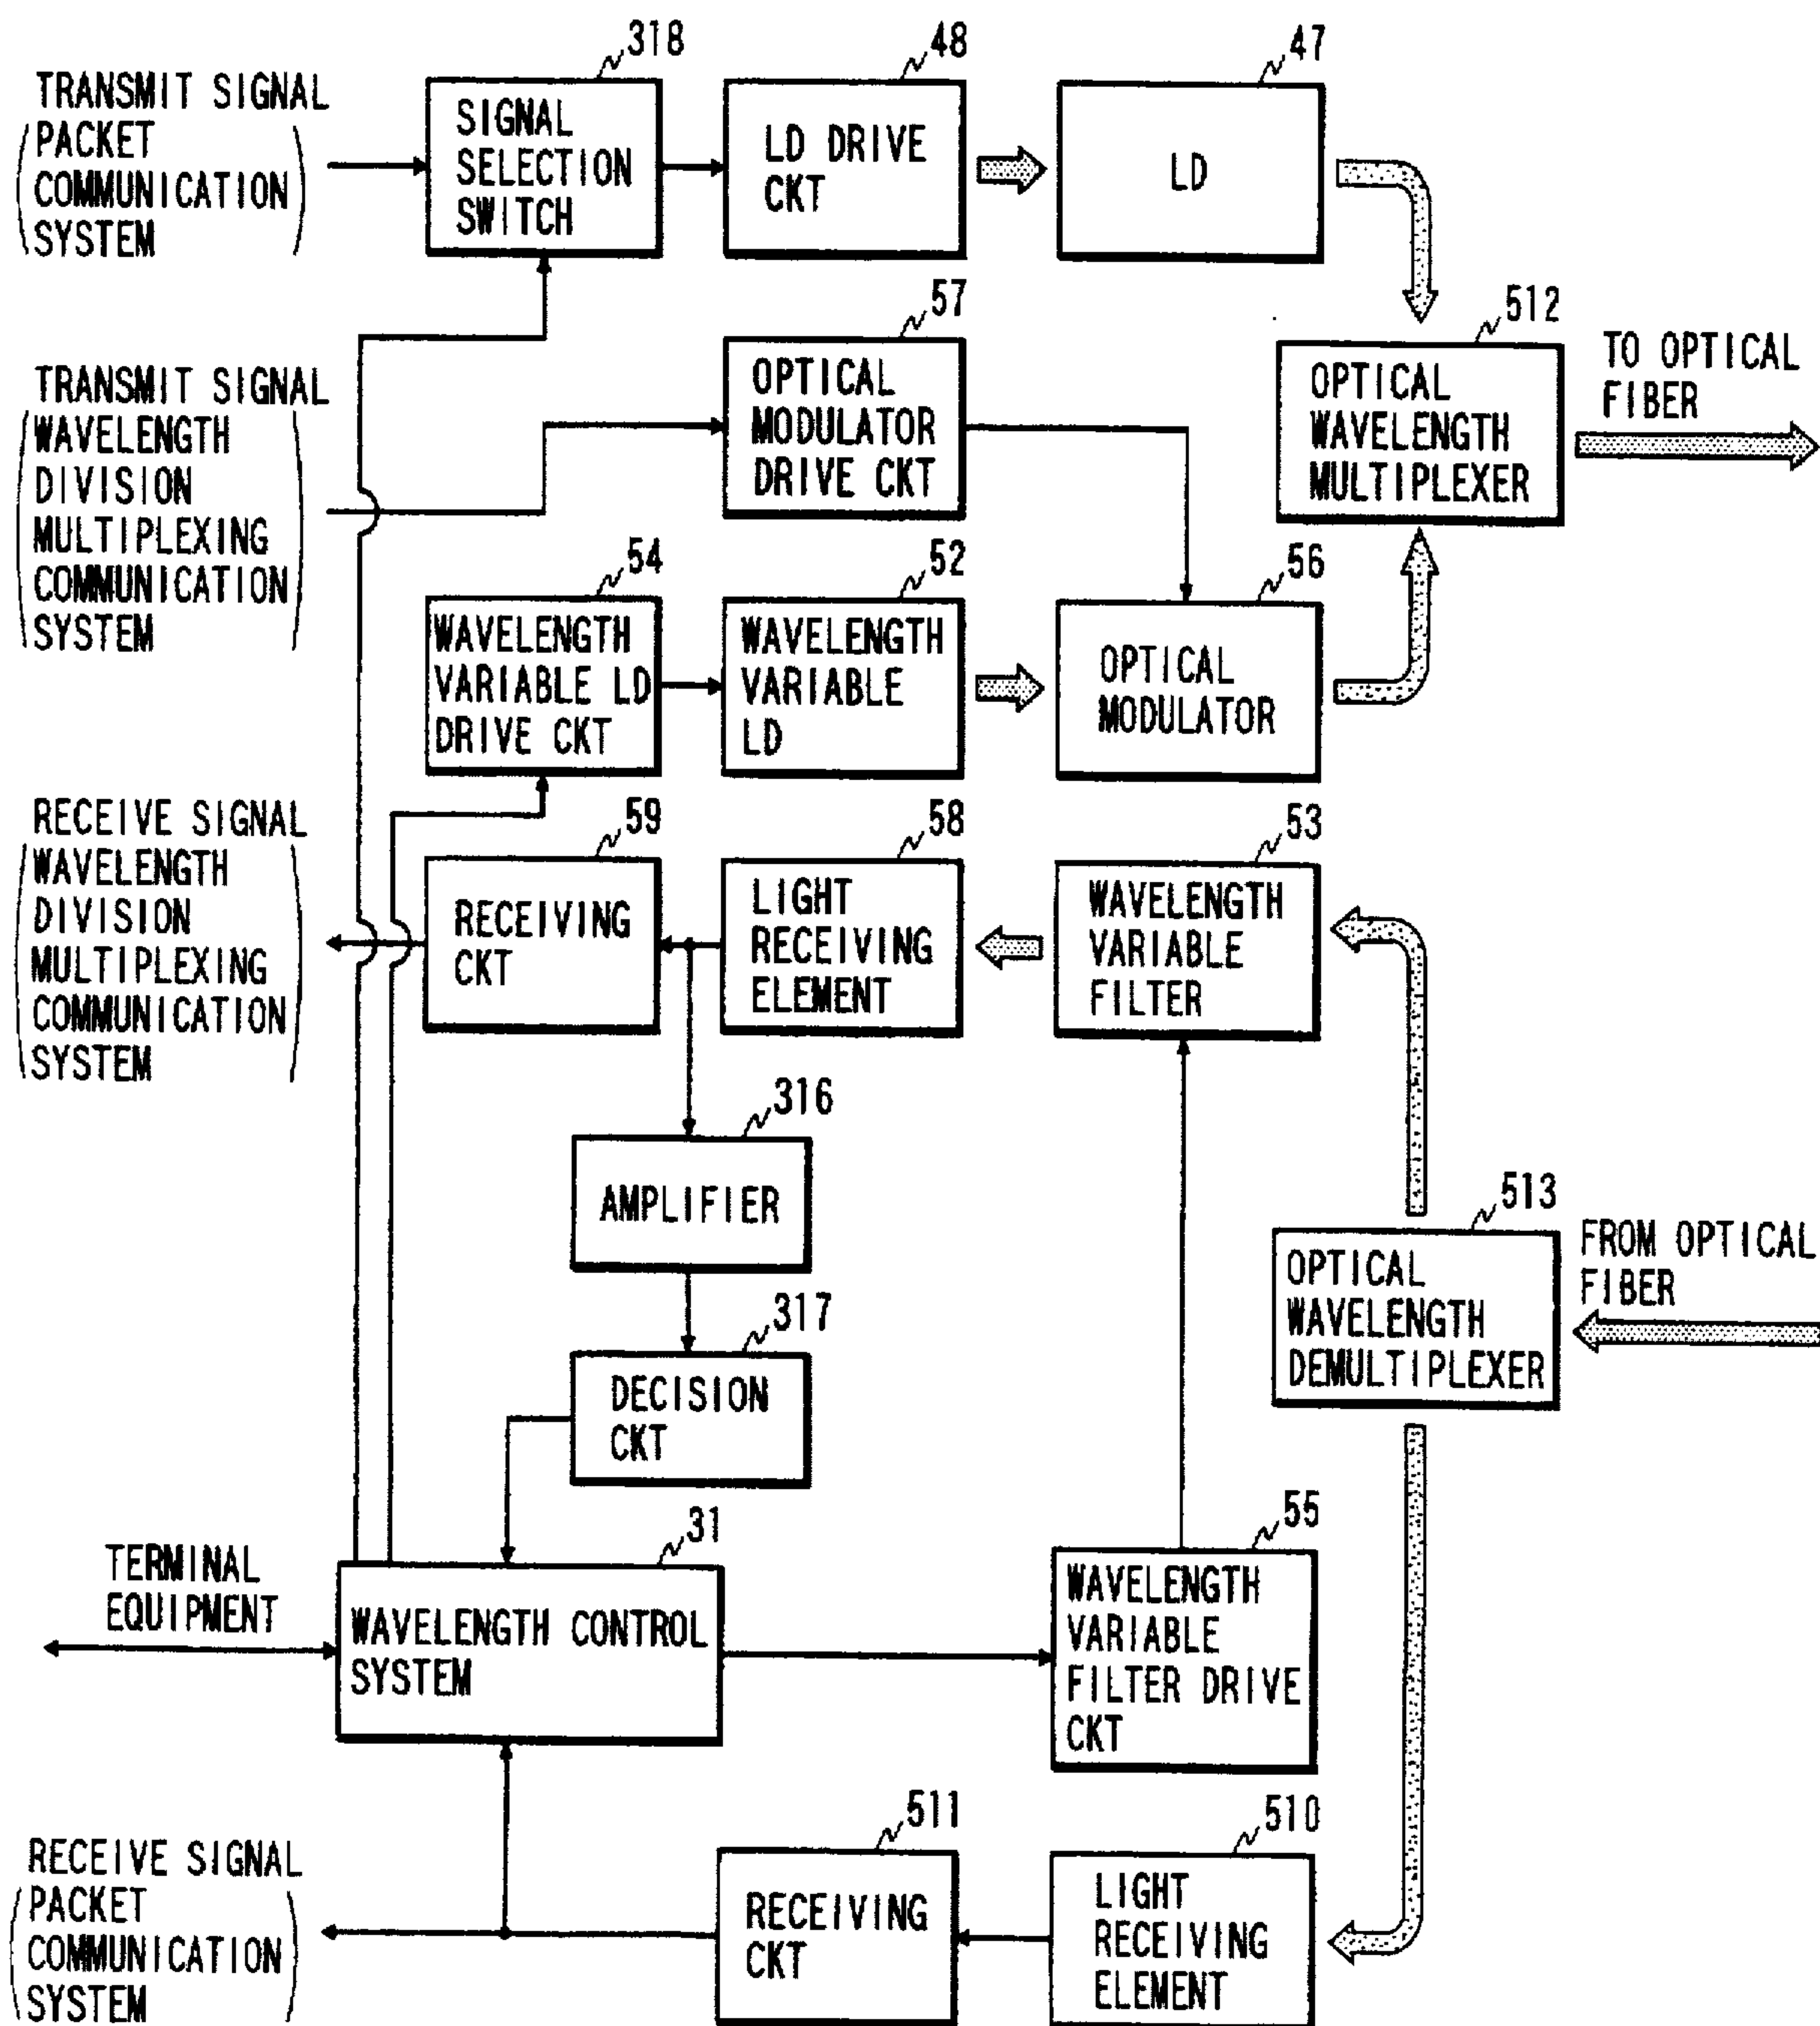 318
48
47
TRANSMIT SIGNAL
PACKET
COMMUNICATION
SYSTEM
SIGNAL
SELECTION
SWITCH
LD DRIVE
CKT
LD
57
512
TRANSMIT SIGNAL
WAVELENGTH
DIVISION
MULTIPLEXING
COMMUNICATION
SYSTEM
OPTICAL
MODULATOR
DRIVE CKT
OPTICAL
WAVELENGTH
MULTIPLEXER
TO OPTICAL
FIBER
54
52
56
WAVELENGTH
VARIABLE LD
DRIVE CKT
WAVELENGTH
VARIABLE
LD
OPTICAL
MODULATOR
RECEIVE SIGNAL
WAVELENGTH
DIVISION
MULTIPLEXING
COMMUNICATION
SYSTEM
59
58
53
RECEIVING
CKT
LIGHT
RECEIVING
ELEMENT
WAVELENGTH
VARIABLE
FILTER
316
AMPLIFIER
513
OPTICAL
WAVELENGTH
DEMULTIPLEXER
FROM OPTICAL
FIBER
317
DECISION
CKT
31
55
TERMINAL
EQUIPMENT
WAVELENGTH CONTROL
SYSTEM
WAVELENGTH
VARIABLE
FILTER DRIVE
CKT
511
510
RECEIVE SIGNAL
PACKET
COMMUNICATION
SYSTEM
RECEIVING
CKT
LIGHT
RECEIVING
ELEMENT